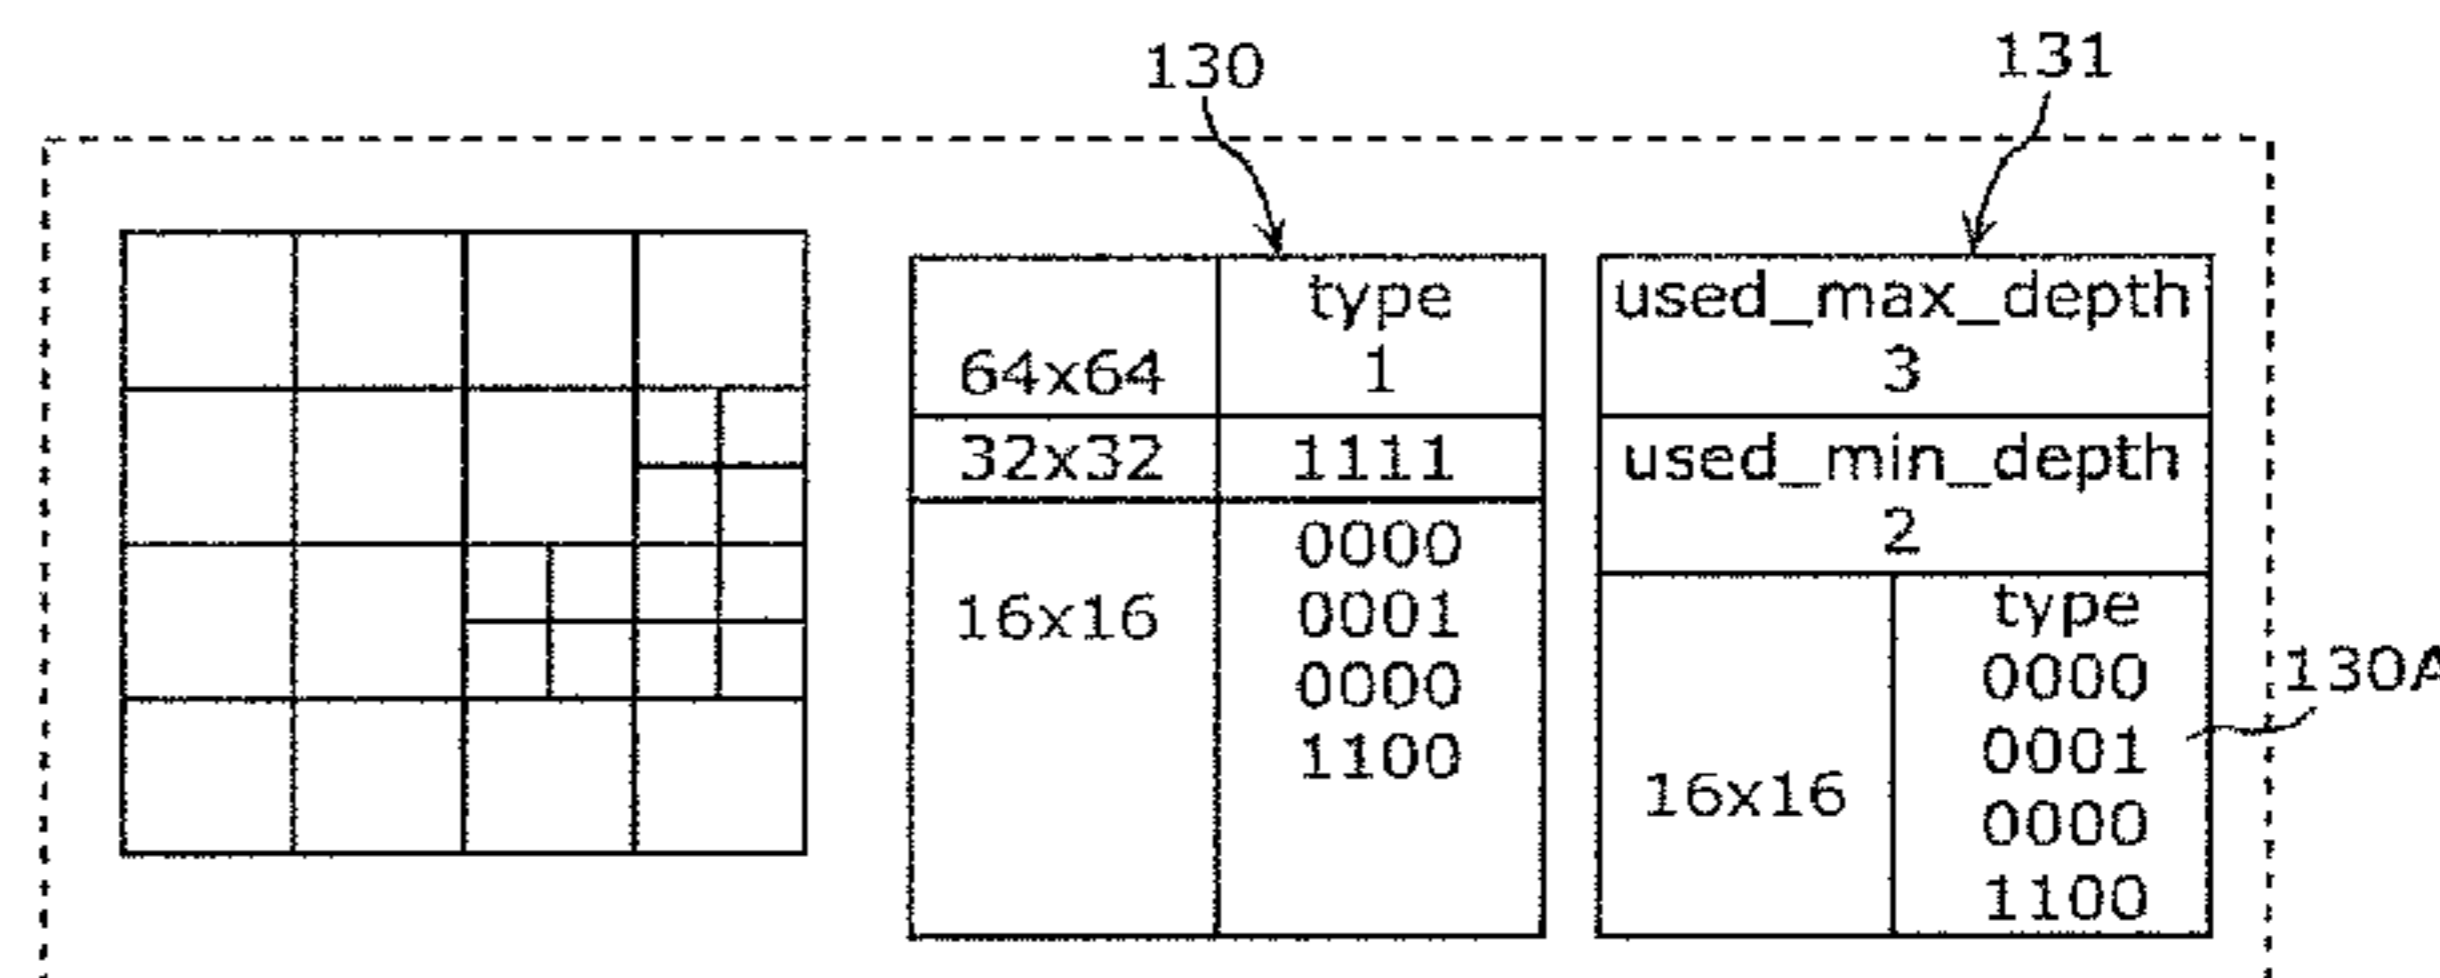 130
131
type
64x64 1
32x32 1111
0000
16x16 0001
0000
1100
used_max_depth
3
used_min_depth
2
type
0000
0001
16x16
0000
1100
130A